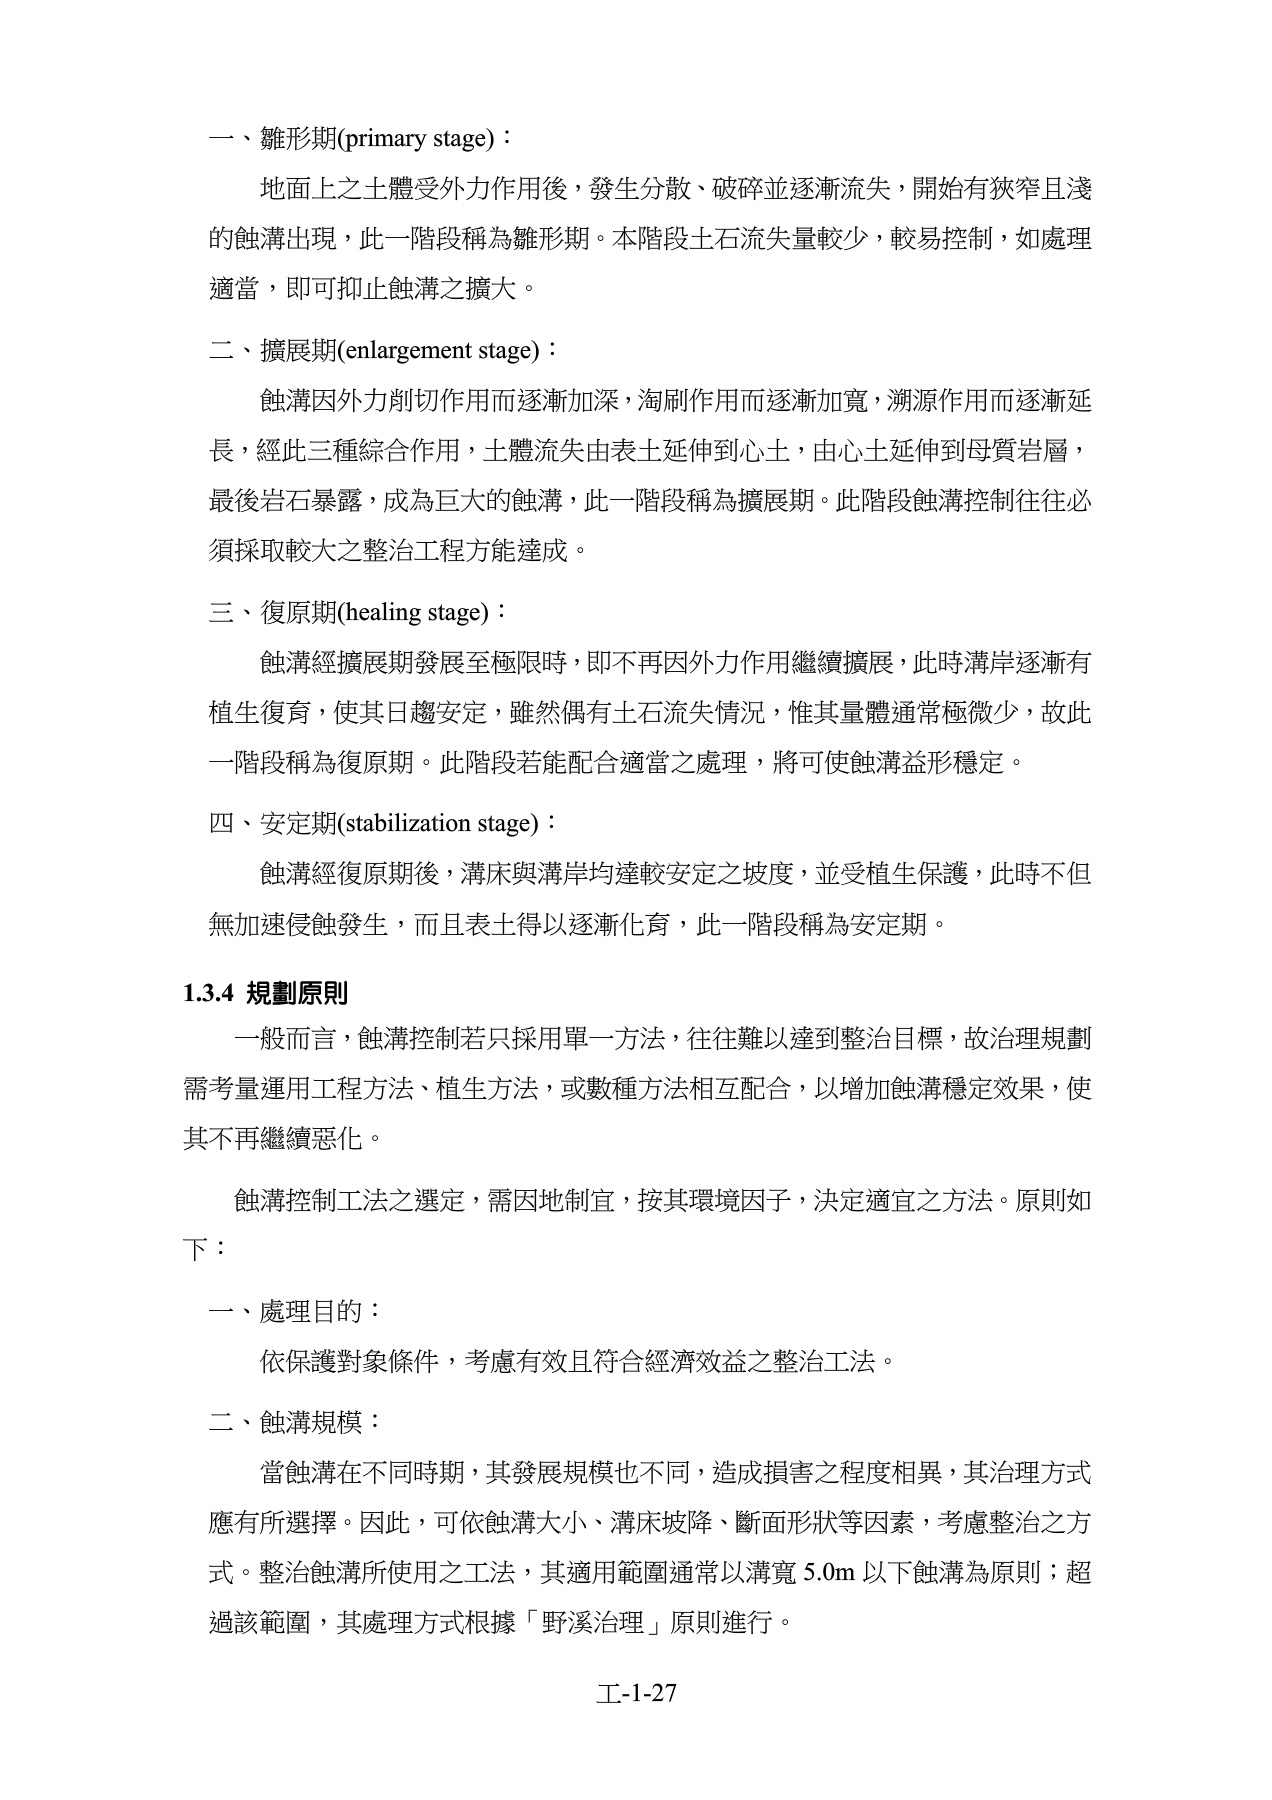 一、雛形期(primary stage)：
地面上之土體受外力作用後，發生分散、破碎並逐漸流失，開始有狹窄且淺
的蝕溝出現，此一階段稱為雛形期。本階段土石流失量較少，較易控制，如處理
適當，即可抑止蝕溝之擴大。
二、擴展期(enlargement stage)：
蝕溝因外力削切作用而逐漸加深，淘刷作用而逐漸加寬，溯源作用而逐漸延
長，經此三種綜合作用，土體流失由表土延伸到心土，由心土延伸到母質岩層，
最後岩石暴露，成為巨大的蝕溝，此一階段稱為擴展期。此階段蝕溝控制往往必
須採取較大之整治工程方能達成。
三、復原期(healing stage)：
蝕溝經擴展期發展至極限時，即不再因外力作用繼續擴展，此時溝岸逐漸有
植生復育，使其日趨安定，雖然偶有土石流失情況，惟其量體通常極微少，故此
一階段稱為復原期。此階段若能配合適當之處理，將可使蝕溝益形穩定。
四、安定期(stabilization stage)：
蝕溝經復原期後，溝床與溝岸均達較安定之坡度，並受植生保護，此時不但
無加速侵蝕發生，而且表土得以逐漸化育，此一階段稱為安定期。
1.3.4 規劃原則
一般而言，蝕溝控制若只採用單一方法，往往難以達到整治目標，故治理規劃
需考量運用工程方法、植生方法，或數種方法相互配合，以增加蝕溝穩定效果，使
其不再繼續惡化。
蝕溝控制工法之選定，需因地制宜，按其環境因子，決定適宜之方法。原則如
下：
一、處理目的：
依保護對象條件，考慮有效且符合經濟效益之整治工法。
二、蝕溝規模：
當蝕溝在不同時期，其發展規模也不同，造成損害之程度相異，其治理方式
應有所選擇。因此，可依蝕溝大小、溝床坡降、斷面形狀等因素，考慮整治之方
式。整治蝕溝所使用之工法，其適用範圍通常以溝寬 5.0m 以下蝕溝為原則；超
過該範圍，其處理方式根據「野溪治理」原則進行。
工-1-27